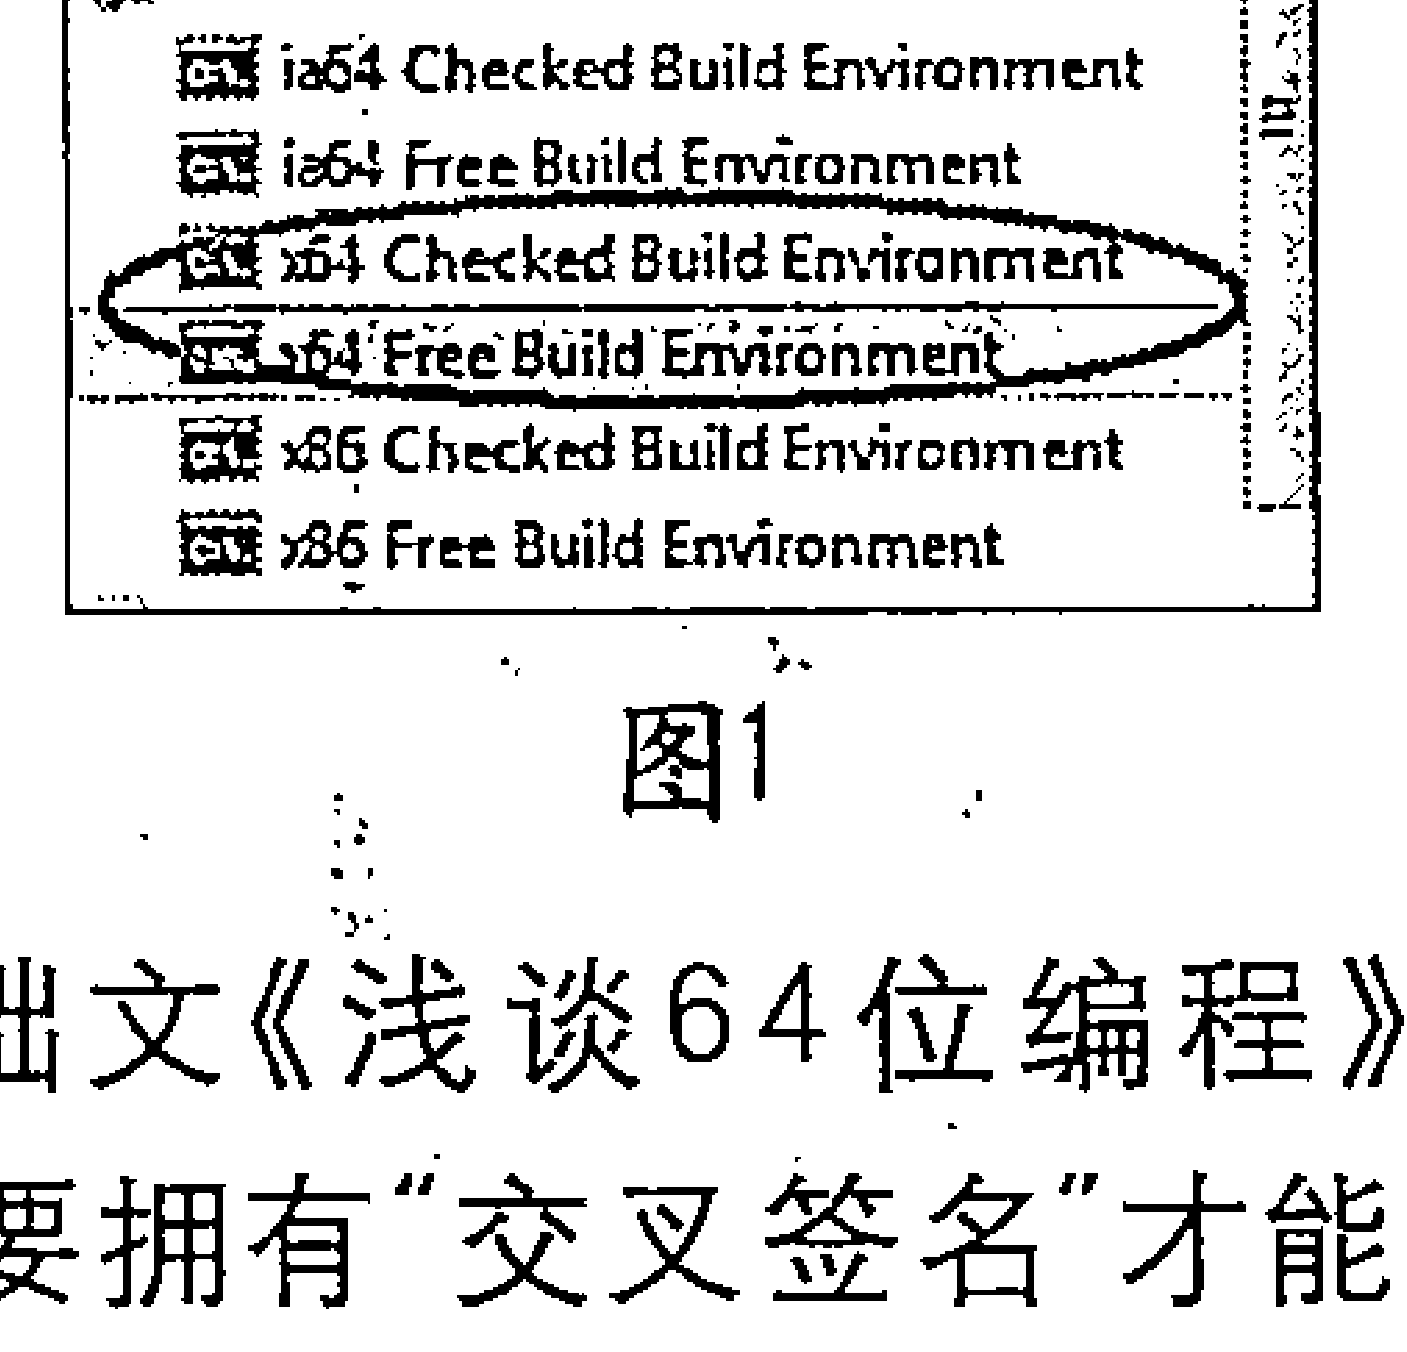 ia64 Checked Build Environment
ia64 Free Build Environment
x64 Checked Build Environment
x64 Free Build Environment
x86 Checked Build Environment
x86 Free Build Environment
图1
拙文《浅谈64位编程》
要拥有“交叉签名”才能